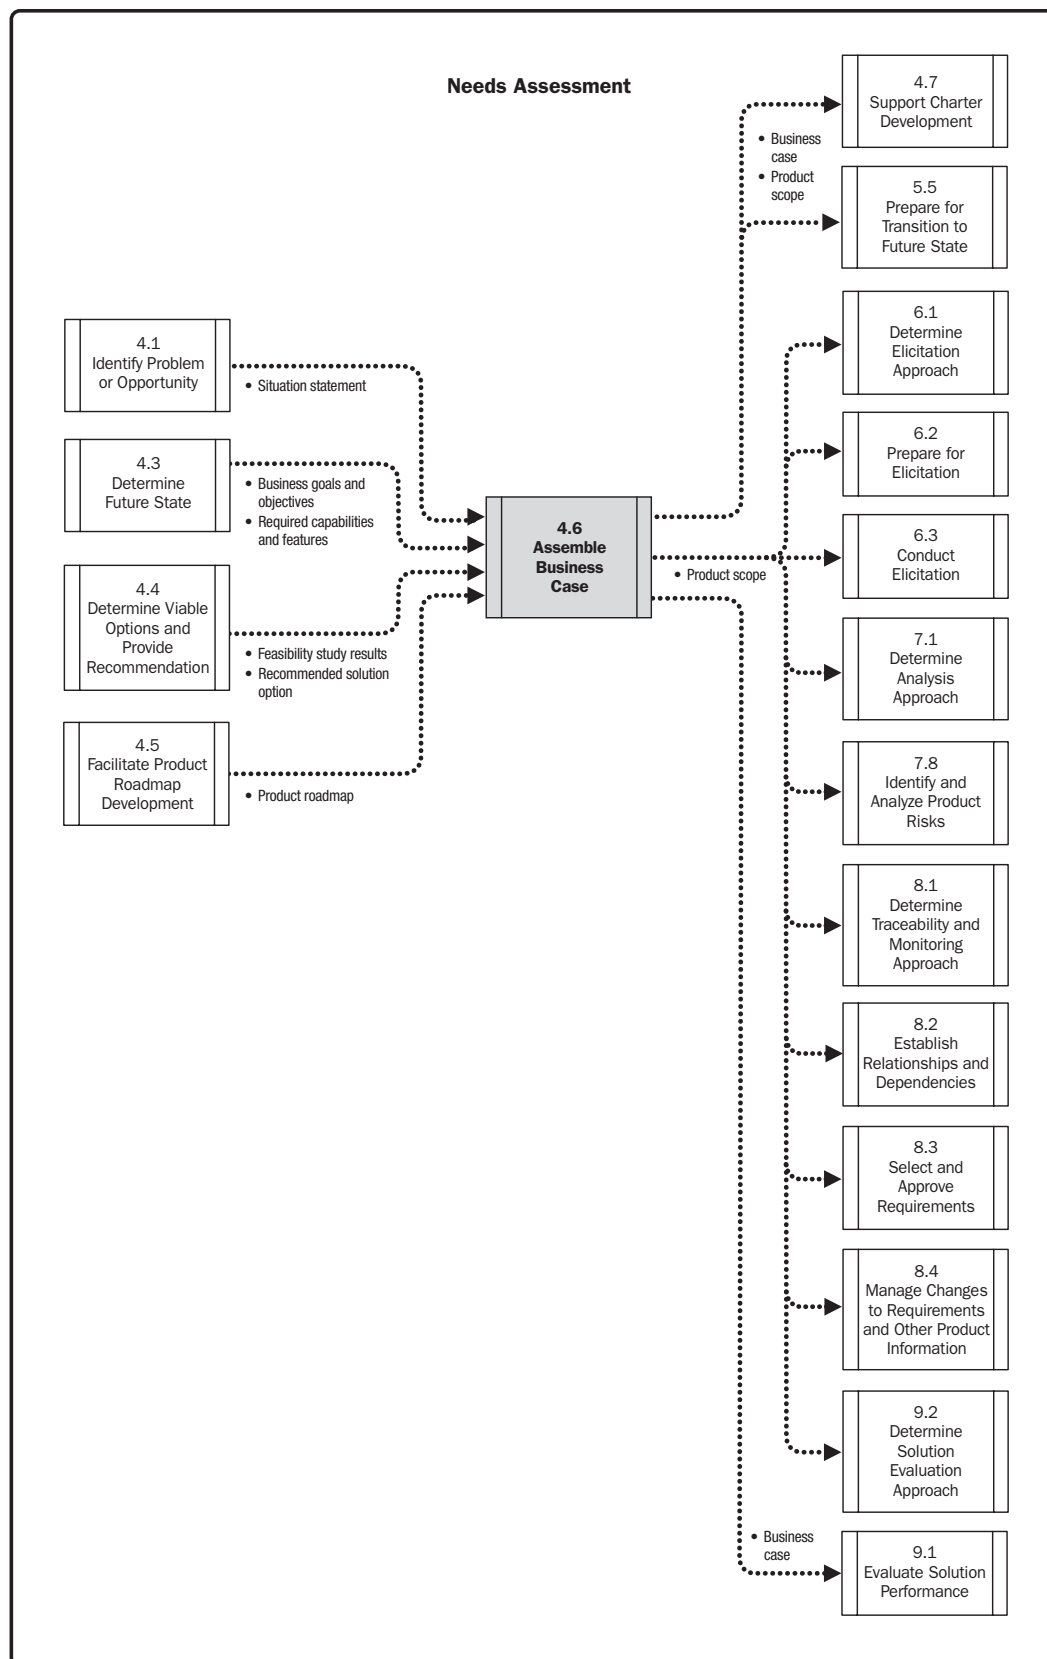 Needs Assessment
4.1
Identify Problem
or Opportunity
• Situation statement
4.3
Determine
Future State
• Business goals and
objectives
• Required capabilities
and features
4.4
Determine Viable
Options and
Provide
Recommendation
• Feasibility study results
• Recommended solution
option
4.5
Facilitate Product
Roadmap
Development
• Product roadmap
4.6
Assemble
Business
Case
• Business
case
• Product
scope
• Product scope
• Business
case
4.7
Support Charter
Development
5.5
Prepare for
Transition to
Future State
6.1
Determine
Elicitation
Approach
6.2
Prepare for
Elicitation
6.3
Conduct
Elicitation
7.1
Determine
Analysis
Approach
7.8
Identify and
Analyze Product
Risks
8.1
Determine
Traceability and
Monitoring
Approach
8.2
Establish
Relationships and
Dependencies
8.3
Select and
Approve
Requirements
8.4
Manage Changes
to Requirements
and Other Product
Information
9.2
Determine
Solution
Evaluation
Approach
9.1
Evaluate Solution
Performance